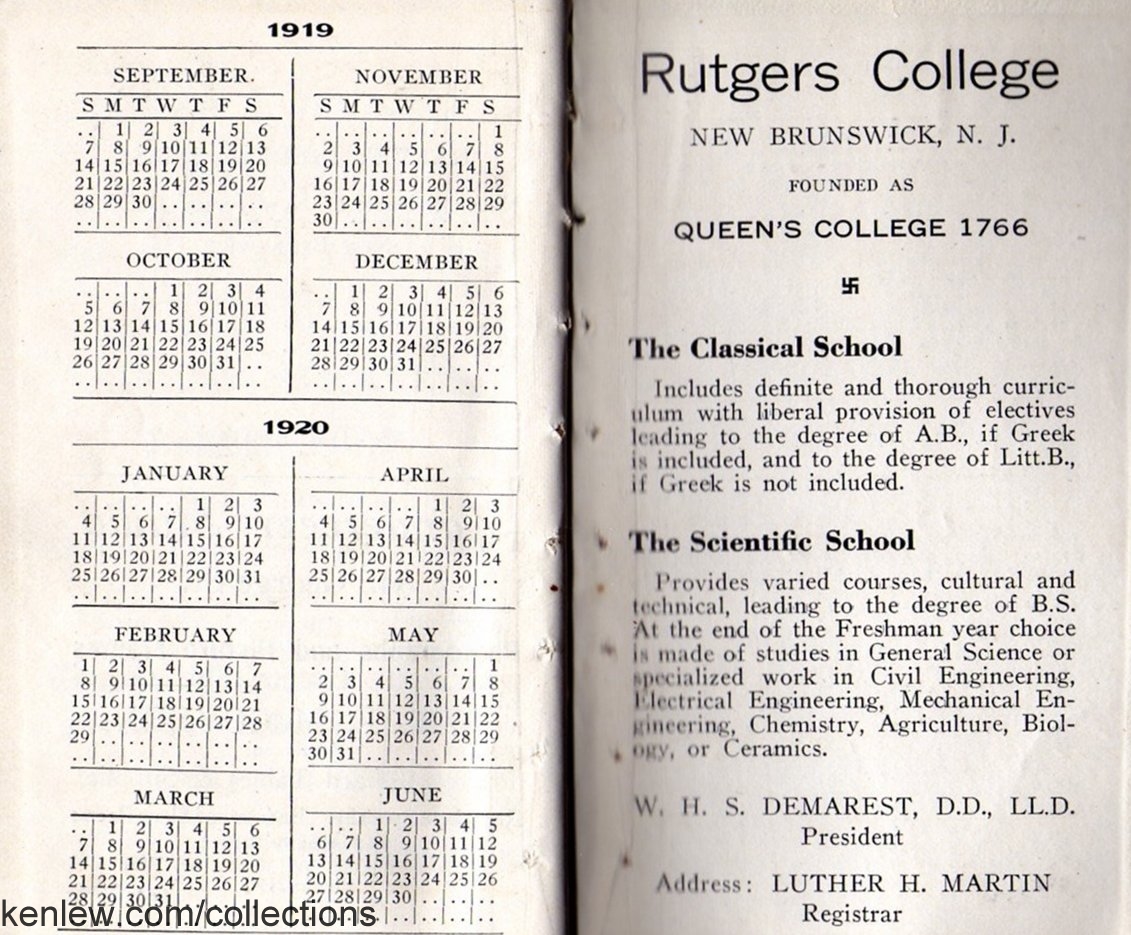 1919
SEPTEMBER.
S M T W T F S
.. 1 2 3 4 5 6
7 8 9 10 11 12 13
14 15 16 17 18 19 20
21 22 23 24 25 26 27
28 29 30 .. .. .. ..
.. .. .. .. .. .. ..
OCTOBER
.. .. .. 1 2 3 4
5 6 7 8 9 10 11
12 13 14 15 16 17 18
19 20 21 22 23 24 25
26 27 28 29 30 31 ..
.. .. .. .. .. .. ..
NOVEMBER
S M T W T F S
.. .. .. .. .. .. 1
2 3 4 5 6 7 8
9 10 11 12 13 14 15
16 17 18 19 20 21 22
23 24 25 26 27 28 29
30 .. .. .. .. .. ..
DECEMBER
.. 1 2 3 4 5 6
7 8 9 10 11 12 13
14 15 16 17 18 19 20
21 22 23 24 25 26 27
28 29 30 31 .. .. ..
.. .. .. .. .. .. ..
1920
JANUARY
.. .. .. .. 1 2 3
4 5 6 7 8 9 10
11 12 13 14 15 16 17
18 19 20 21 22 23 24
25 26 27 28 29 30 31
.. .. .. .. .. .. ..
FEBRUARY
1 2 3 4 5 6 7
8 9 10 11 12 13 14
15 16 17 18 19 20 21
22 23 24 25 26 27 28
29 .. .. .. .. .. ..
.. .. .. .. .. .. ..
MARCH
.. 1 2 3 4 5 6
7 8 9 10 11 12 13
14 15 16 17 18 19 20
21 22 23 24 25 26 27
28 29 30 31 .. .. ..
APRIL
.. .. .. .. 1 2 3
4 5 6 7 8 9 10
11 12 13 14 15 16 17
18 19 20 21 22 23 24
25 26 27 28 29 30 ..
.. .. .. .. .. .. ..
MAY
.. .. .. .. .. .. 1
2 3 4 5 6 7 8
9 10 11 12 13 14 15
16 17 18 19 20 21 22
23 24 25 26 27 28 29
30 31 .. .. .. .. ..
JUNE
.. .. 1 2 3 4 5
6 7 8 9 10 11 12
13 14 15 16 17 18 19
20 21 22 23 24 25 26
27 28 29 30 .. .. ..
.. .. .. .. .. .. ..
kenlew.com/collections
Rutgers College
NEW BRUNSWICK, N. J.
FOUNDED AS
QUEEN'S COLLEGE 1766
卐
The Classical School
Includes definite and thorough curric-
ulum with liberal provision of electives
leading to the degree of A.B., if Greek
is included, and to the degree of Litt.B.,
if Greek is not included.
The Scientific School
Provides varied courses, cultural and
technical, leading to the degree of B.S.
At the end of the Freshman year choice
is made of studies in General Science or
specialized work in Civil Engineering,
Electrical Engineering, Mechanical En-
gineering, Chemistry, Agriculture, Biol-
ogy, or Ceramics.
W. H. S. DEMAREST, D.D., LL.D.
President
Address: LUTHER H. MARTIN
Registrar